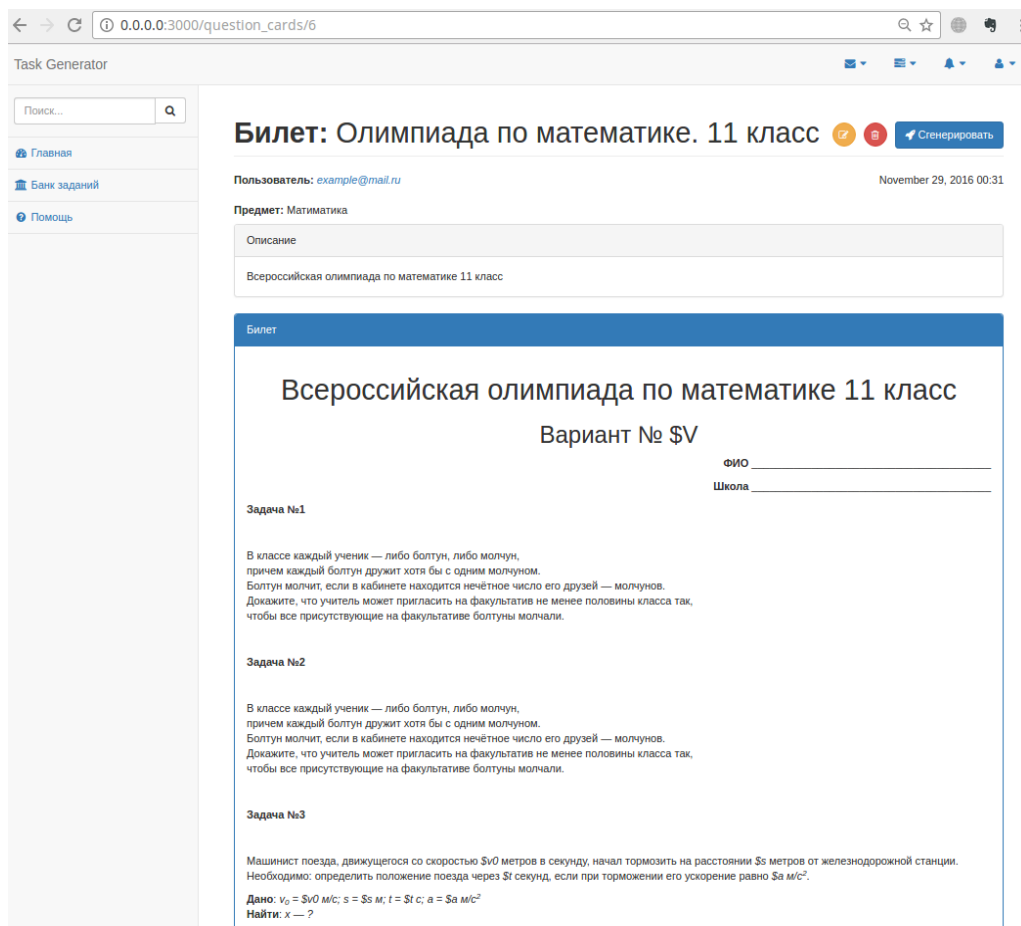 0.0.0.0:3000/question_cards/6
Task Generator
Поиск...
Главная
Банк заданий
Помощь
Билет: Олимпиада по математике. 11 класс
Сгенерировать
Пользователь: example@mail.ru
November 29, 2016 00:31
Предмет: Матиматика
Описание
Всероссийская олимпиада по математике 11 класс
Билет
Всероссийская олимпиада по математике 11 класс
Вариант № $V
ФИО ________________________________________
Школа ________________________________________
Задача №1
В классе каждый ученик — либо болтун, либо молчун,
причем каждый болтун дружит хотя бы с одним молчуном.
Болтун молчит, если в кабинете находится нечётное число его друзей — молчунов.
Докажите, что учитель может пригласить на факультатив не менее половины класса так,
чтобы все присутствующие на факультативе болтуны молчали.
Задача №2
В классе каждый ученик — либо болтун, либо молчун,
причем каждый болтун дружит хотя бы с одним молчуном.
Болтун молчит, если в кабинете находится нечётное число его друзей — молчунов.
Докажите, что учитель может пригласить на факультатив не менее половины класса так,
чтобы все присутствующие на факультативе болтуны молчали.
Задача №3
Машинист поезда, движущегося со скоростью $v0 метров в секунду, начал тормозить на расстоянии $s метров от железнодорожной станции.
Необходимо: определить положение поезда через $t секунд, если при торможении его ускорение равно $a м/с².
Дано: v₀ = $v0 м/с; s = $s м; t = $t с; a = $a м/с²
Найти: x — ?